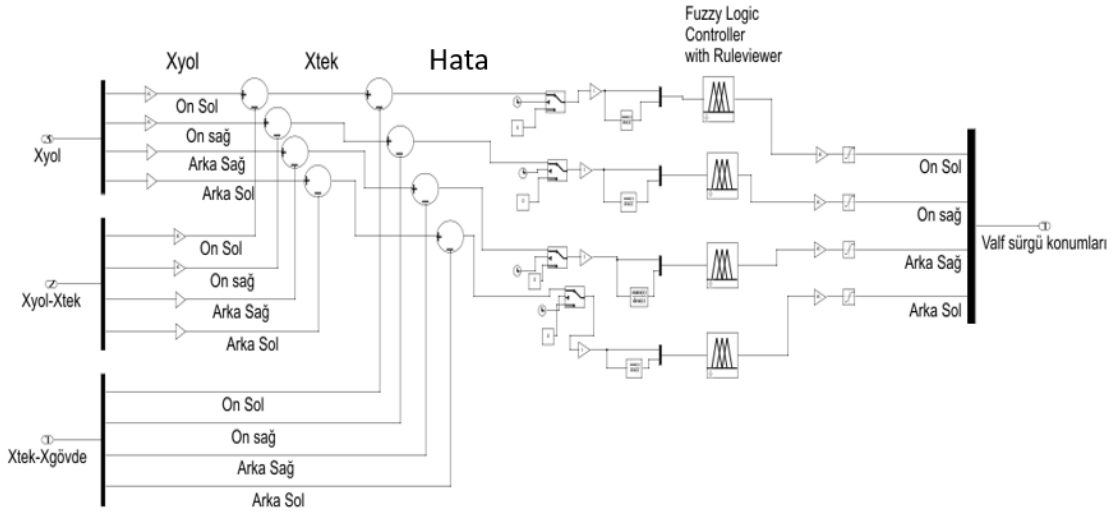 Fuzzy Logic
Controller
with Ruleviewer
Xyol
Xtek
Hata
On Sol
On sağ
Arka Sağ
Arka Sol
Xyol
On Sol
On sağ
Arka Sağ
Arka Sol
Xyol-Xtek
On Sol
On sağ
Arka Sağ
Arka Sol
Xtek-Xgövde
On Sol
On sağ
Arka Sağ
Arka Sol
Valf sürgü konumları